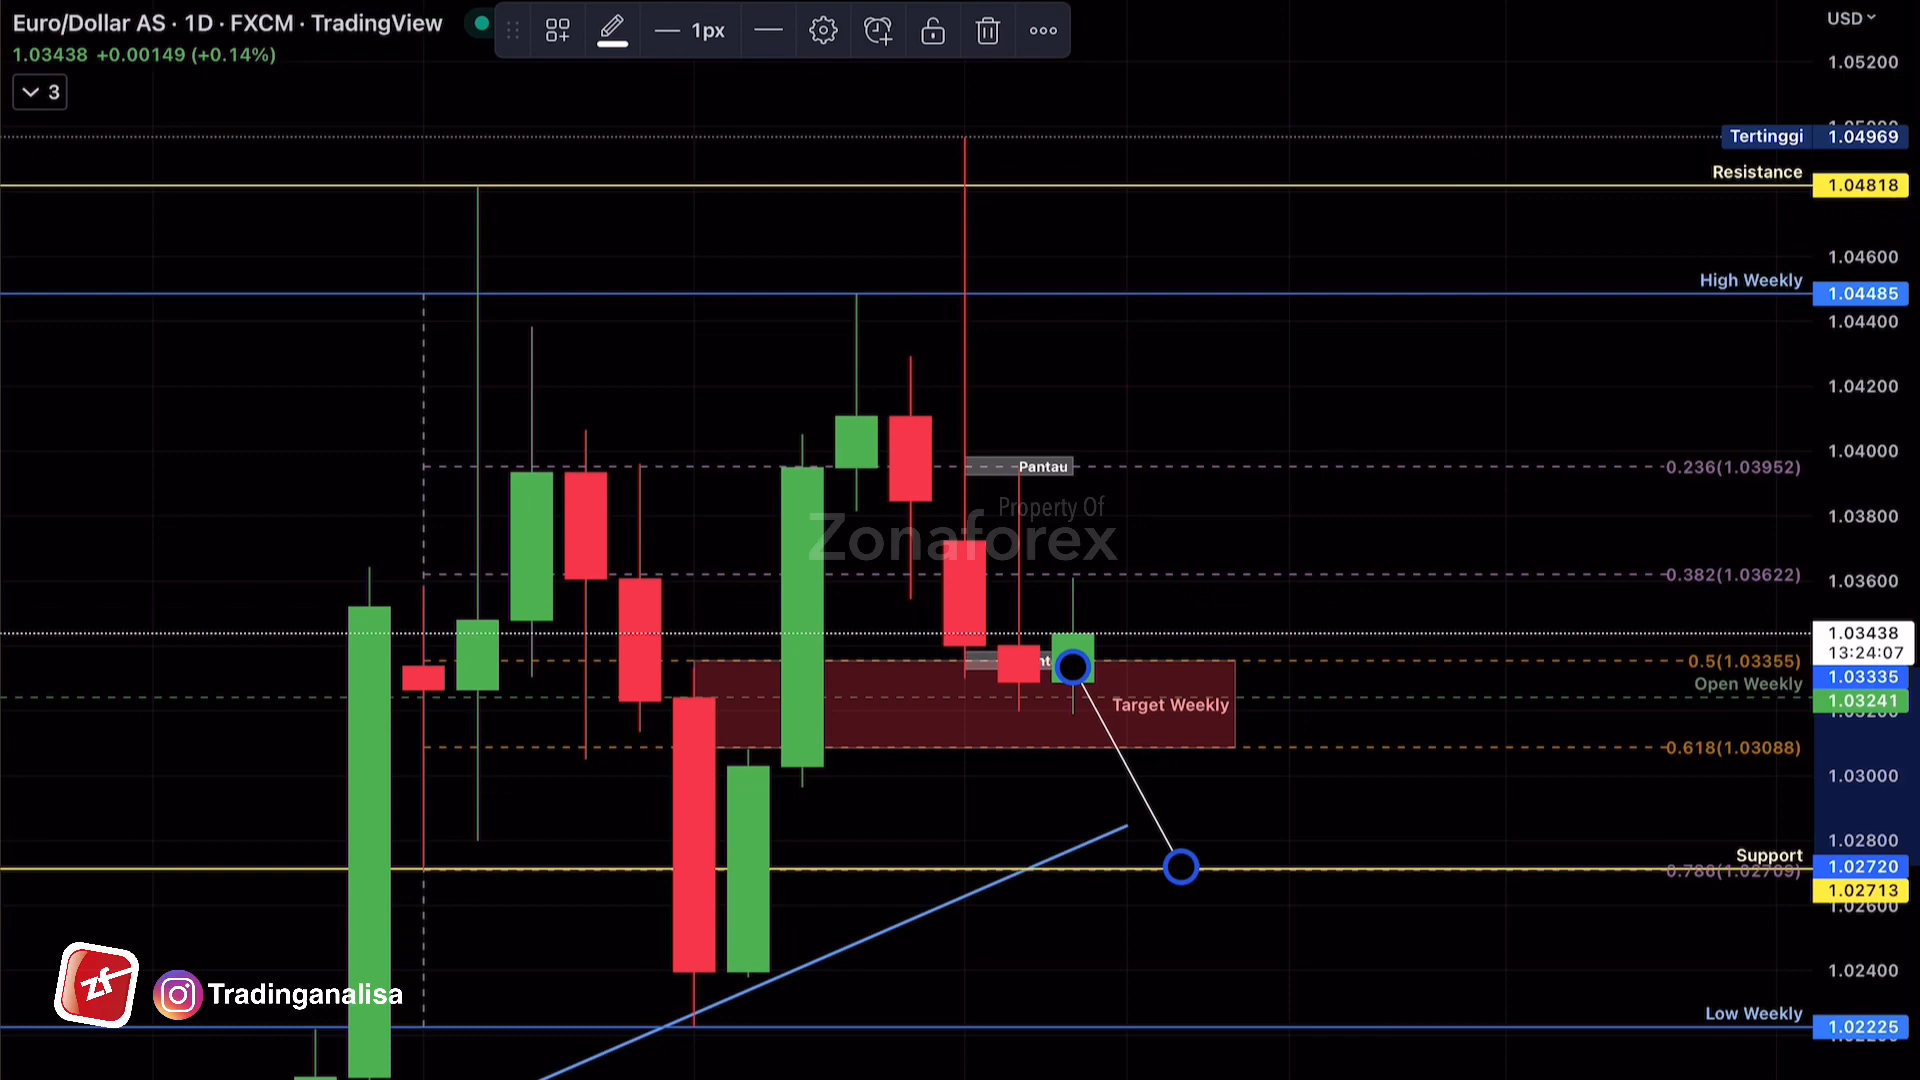 Euro/Dollar AS · 1D · FXCM · TradingView
1px
USD
1.03438 +0.00149 (+0.14%)
1.05200
3
Tertinggi 1.04969
Resistance
1.04818
1.04600
High Weekly
1.04485
1.04400
1.04200
1.04000
Pantau
0.236(1.03952)
Property Of
Zonaforex
1.03800
0.382(1.03622)
1.03600
1.03438
13:24:07
0.5(1.03355)
1.03335
Open Weekly
1.03241
Target Weekly
0.618(1.03088)
1.03000
1.02800
Support
1.02720
1.02713
1.02600
1.02400
zf
Tradinganalisa
Low Weekly
1.02225